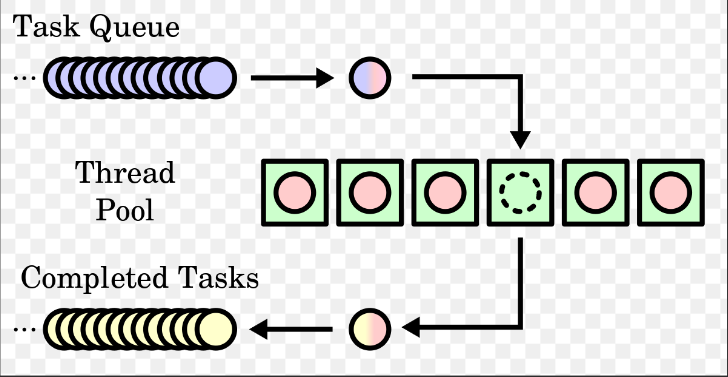 Task Queue
...
Thread
Pool
Completed Tasks
...